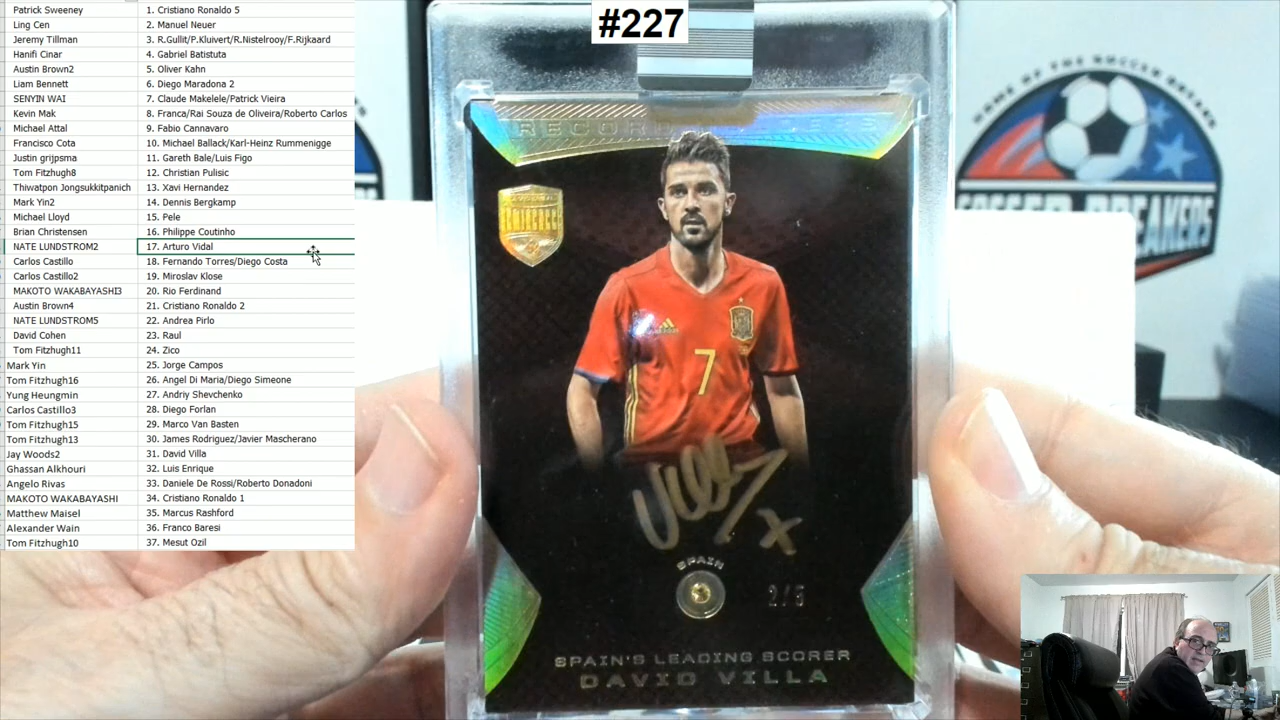 Patrick Sweeney 1. Cristiano Ronaldo 5
Ling Cen 2. Manuel Neuer
Jeremy Tillman 3. R.Gullit/P.Kluivert/R.Nistelrooy/F.Rijkaard
Hanifi Cinar 4. Gabriel Batistuta
Austin Brown2 5. Oliver Kahn
Liam Bennett 6. Diego Maradona 2
SENYIN WAI 7. Claude Makelele/Patrick Vieira
Kevin Mak 8. Franca/Rai Souza de Oliveira/Roberto Carlos
Michael Attal 9. Fabio Cannavaro
Francisco Cota 10. Michael Ballack/Karl-Heinz Rummenigge
Justin grijpsma 11. Gareth Bale/Luis Figo
Tom Fitzhugh8 12. Christian Pulisic
Thivatpon Jongsukkitpanich 13. Xavi Hernandez
Mark Yin2 14. Dennis Bergkamp
Michael Lloyd 15. Pele
Brian Christensen 16. Philippe Coutinho
NATE LUNDSTROM2 17. Arturo Vidal
Carlos Castillo 18. Fernando Torres/Diego Costa
Carlos Castillo2 19. Miroslav Klose
MAKOTO WAKABAYASHI3 20. Rio Ferdinand
Austin Brown4 21. Cristiano Ronaldo 2
NATE LUNDSTROM5 22. Andrea Pirlo
David Cohen 23. Raul
Tom Fitzhugh11 24. Zico
Mark Yin 25. Jorge Campos
Tom Fitzhugh16 26. Angel Di Maria/Diego Simeone
Yung Heungmin 27. Andriy Shevchenko
Carlos Castillo3 28. Diego Forlan
Tom Fitzhugh15 29. Marco Van Basten
Tom Fitzhugh13 30. James Rodriguez/Javier Mascherano
Jay Woods2 31. David Villa
Ghassan Alkhouri 32. Luis Enrique
Angelo Rivas 33. Daniele De Rossi/Roberto Donadoni
MAKOTO WAKABAYASHI 34. Cristiano Ronaldo 1
Matthew Maisel 35. Marcus Rashford
Alexander Wain 36. Franco Baresi
Tom Fitzhugh10 37. Mesut Ozil
#227
HOME OF THE SOCCER BOXES
SOCCER BREAKERS
adidas
7
Villa
SPAIN
2/5
SPAIN'S LEADING SCORER
DAVID VILLA